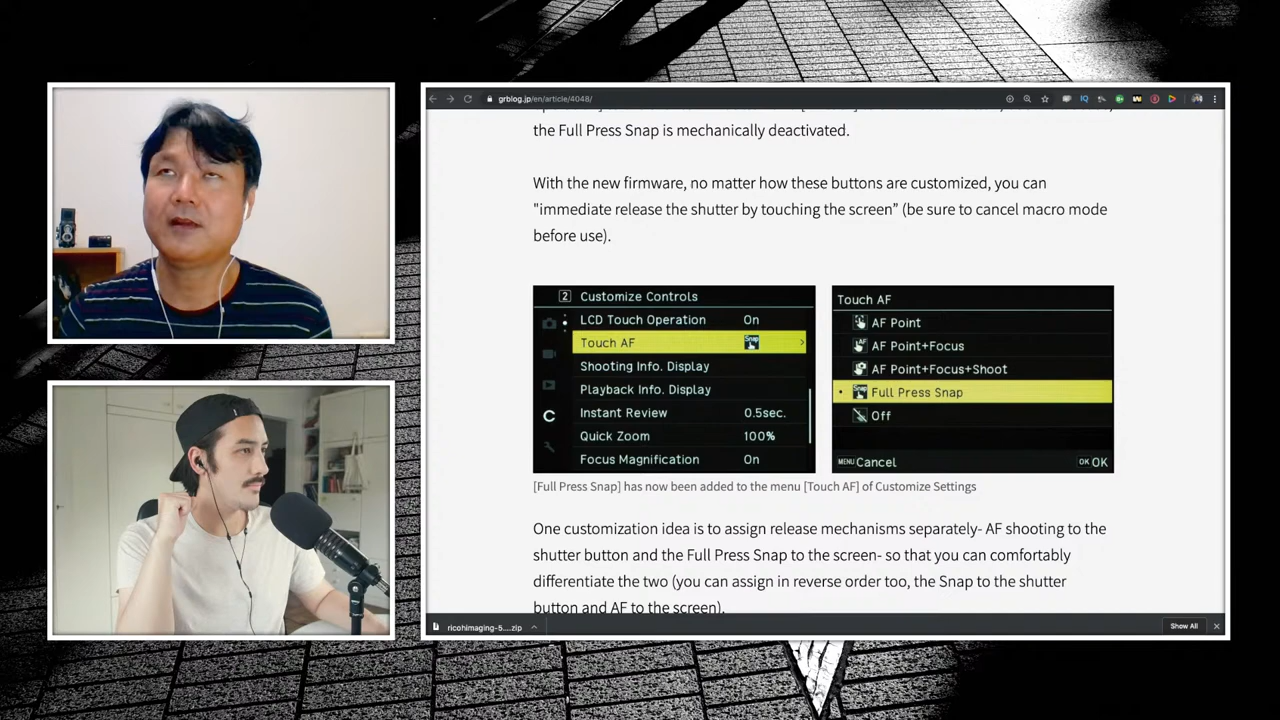 grblog.jp/en/article/4048/
the Full Press Snap is mechanically deactivated.
With the new firmware, no matter how these buttons are customized, you can
"immediate release the shutter by touching the screen” (be sure to cancel macro mode
before use).
2 Customize Controls
LCD Touch Operation On
Touch AF Snap >
Shooting Info. Display
Playback Info. Display
C Instant Review 0.5sec.
Quick Zoom 100%
Focus Magnification On
Touch AF
AF Point
AF AF Point+Focus
AF Point+Focus+Shoot
Snap Full Press Snap
Off
MENU Cancel OK OK
[Full Press Snap] has now been added to the menu [Touch AF] of Customize Settings
One customization idea is to assign release mechanisms separately- AF shooting to the
shutter button and the Full Press Snap to the screen- so that you can comfortably
differentiate the two (you can assign in reverse order too, the Snap to the shutter
button and AF to the screen).
ricohimaging-5....zip
Show All